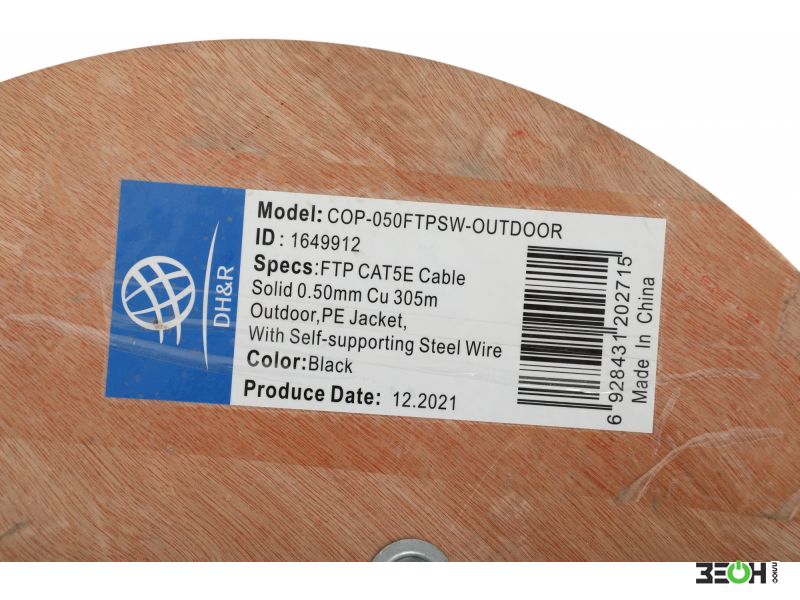 DH&R
Model: COP-050FTPSW-OUTDOOR
ID : 1649912
Specs:FTP CAT5E Cable
Solid 0.50mm Cu 305m
Outdoor,PE Jacket,
With Self-supporting Steel Wire
Color:Black
Produce Date: 12.2021
6 928431 202715
Made In China
ЗЕОН
плюс